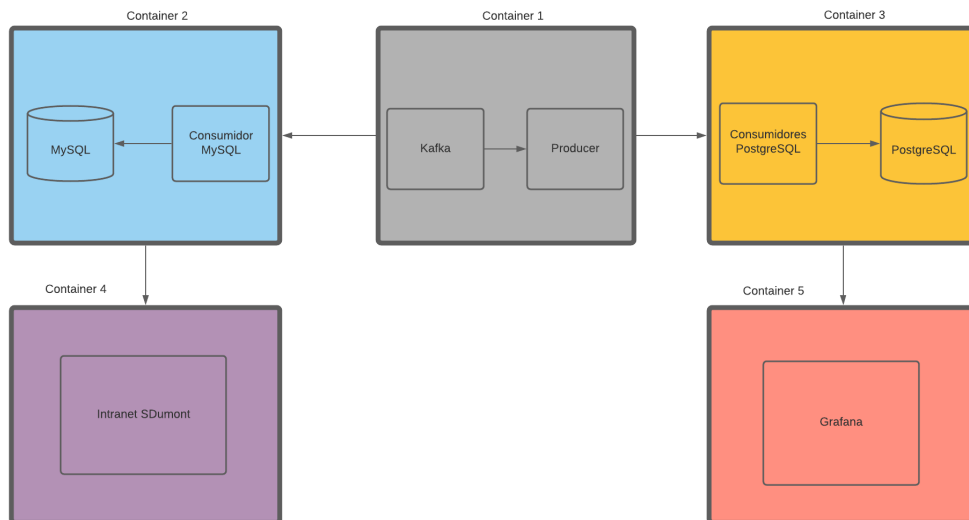 Container 2
Container 1
Container 3
MySQL
Consumidor
MySQL
Kafka
Producer
Consumidores
PostgreSQL
PostgreSQL
Container 4
Container 5
Intranet SDumont
Grafana